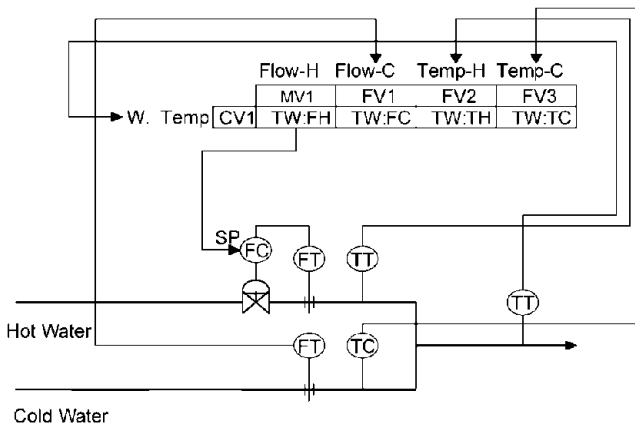 Flow-H Flow-C Temp-H Temp-C
MV1 FV1 FV2 FV3
W. Temp CV1 TW:FH TW:FC TW:TH TW:TC
SP
FC FT TT
TT
Hot Water
FT TC
Cold Water